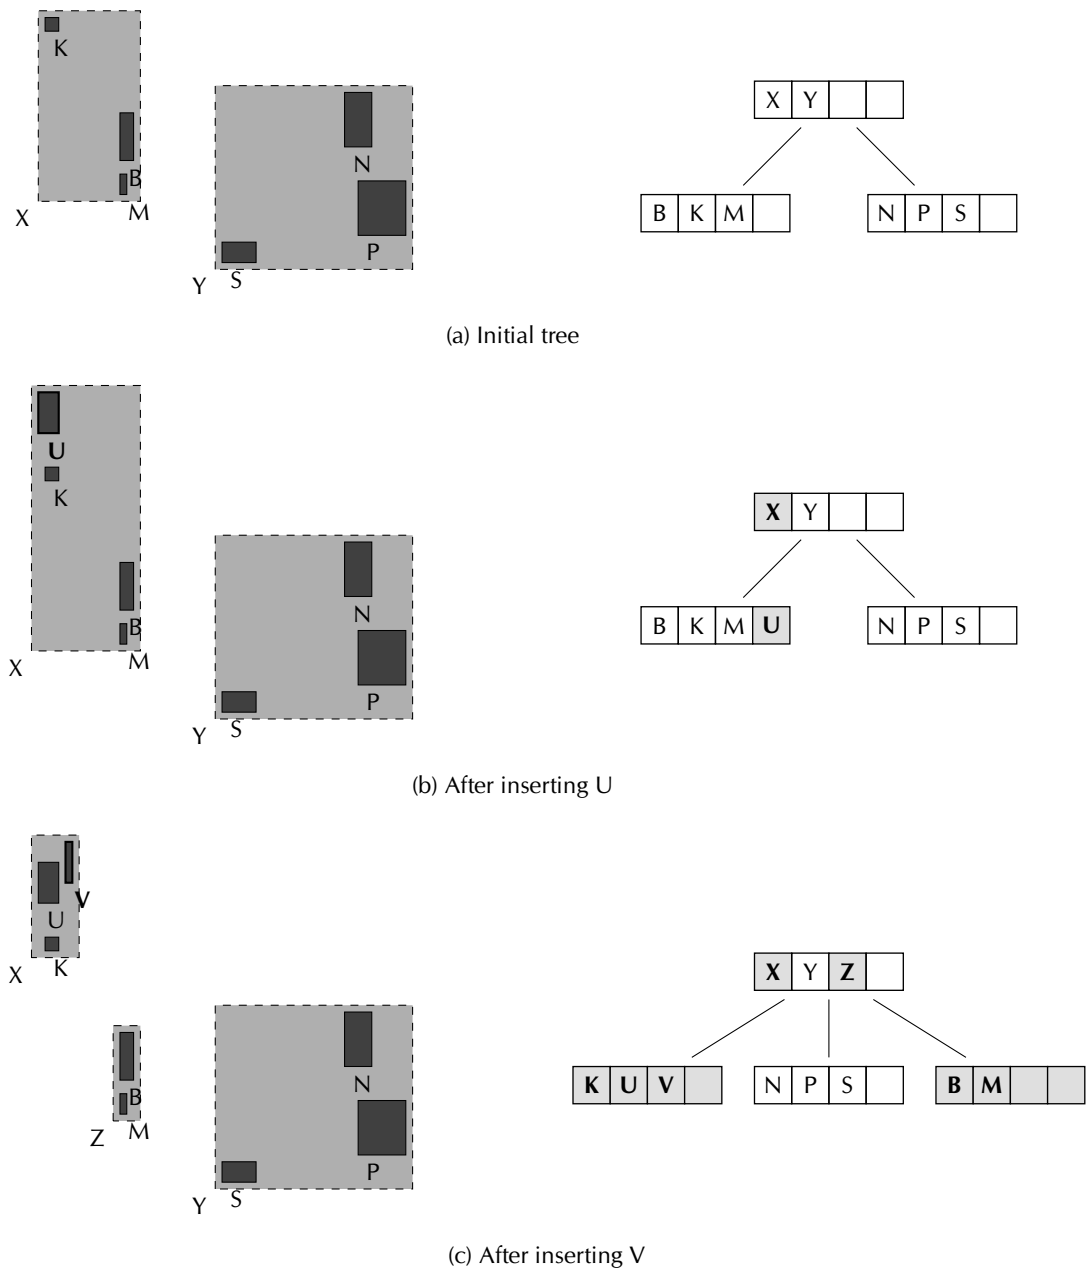 K
X Y
N
B
B K M
N P S
X
M
P
Y
S
(a) Initial tree
U
K
X Y
N
B
B K M U
N P S
X
M
P
Y
S
(b) After inserting U
V
U
X
K
X Y Z
N
K U V
N P S
B M
B
Z
M
P
Y
S
(c) After inserting V